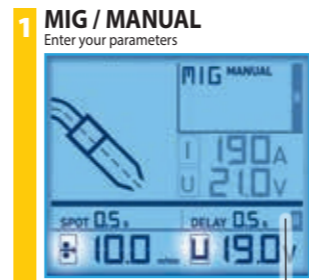 1 MIG / MANUAL
Enter your parameters
MIG MANUAL
I 190A
U 21.0V
SPOT 0.5s DELAY 0.5s
10.0 m/mn U 19.0V